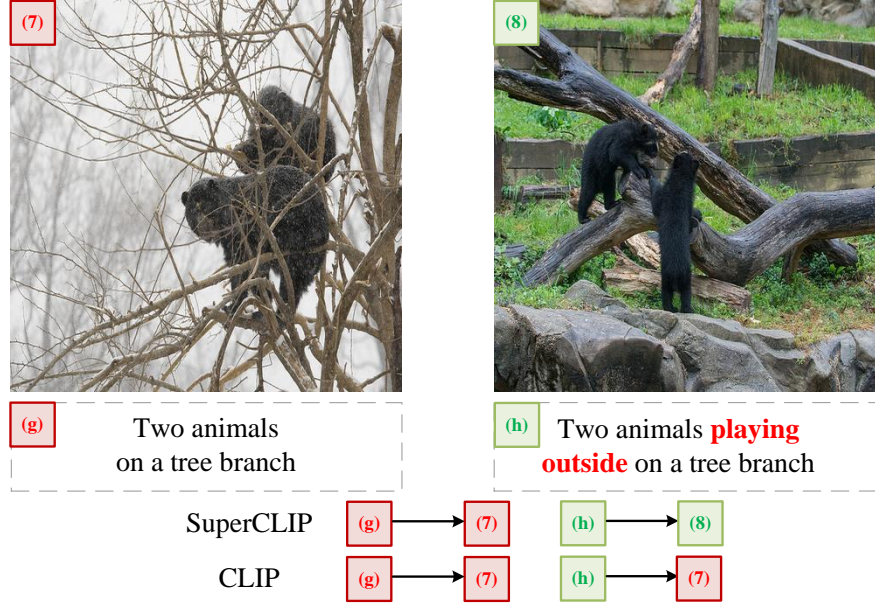 (7)
(8)
(g) Two animals
on a tree branch
(h) Two animals playing
outside on a tree branch
SuperCLIP (g) (7) (h) (8)
CLIP (g) (7) (h) (7)